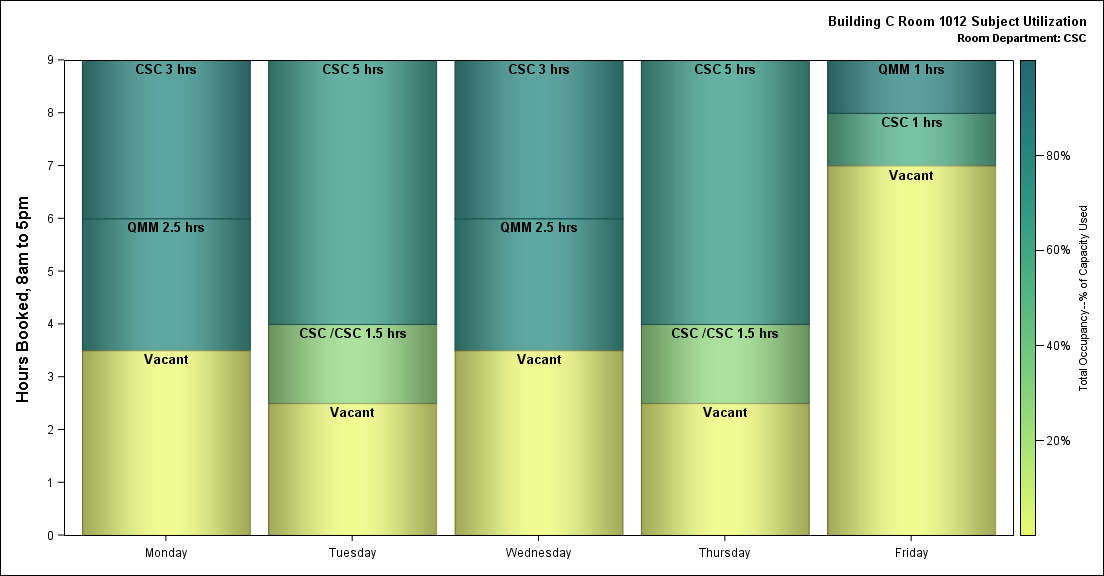 Building C Room 1012 Subject Utilization
Room Department: CSC
Hours Booked, 8am to 5pm
9
8
7
6
5
4
3
2
1
0
CSC 3 hrs
QMM 2.5 hrs
Vacant
CSC 5 hrs
CSC /CSC 1.5 hrs
Vacant
CSC 3 hrs
QMM 2.5 hrs
Vacant
CSC 5 hrs
CSC /CSC 1.5 hrs
Vacant
QMM 1 hrs
CSC 1 hrs
Vacant
Monday
Tuesday
Wednesday
Thursday
Friday
80%
60%
40%
20%
Total Occupancy--% of Capacity Used